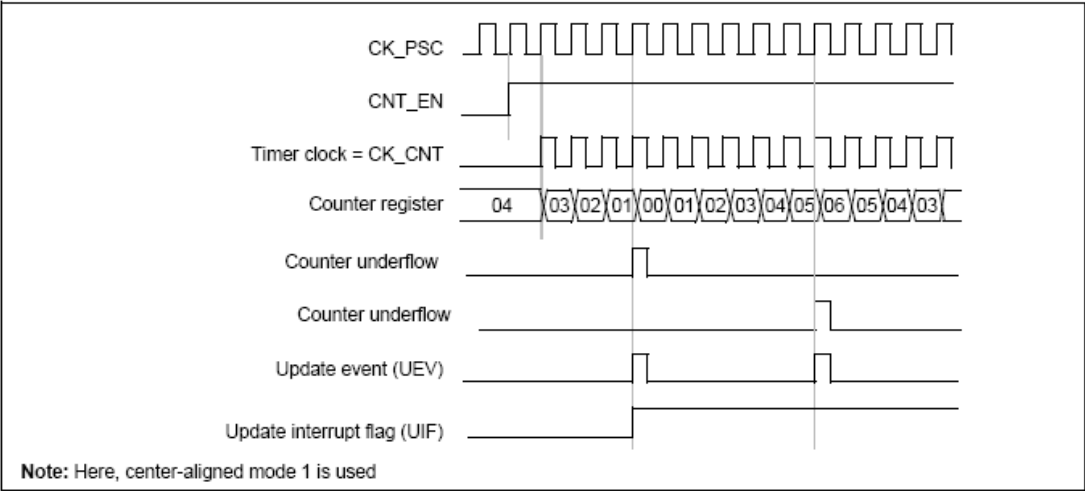 CK_PSC
CNT_EN
Timer clock = CK_CNT
Counter register 04 03 02 01 00 01 02 03 04 05 06 05 04 03
Counter underflow
Counter underflow
Update event (UEV)
Update interrupt flag (UIF)
Note: Here, center-aligned mode 1 is used